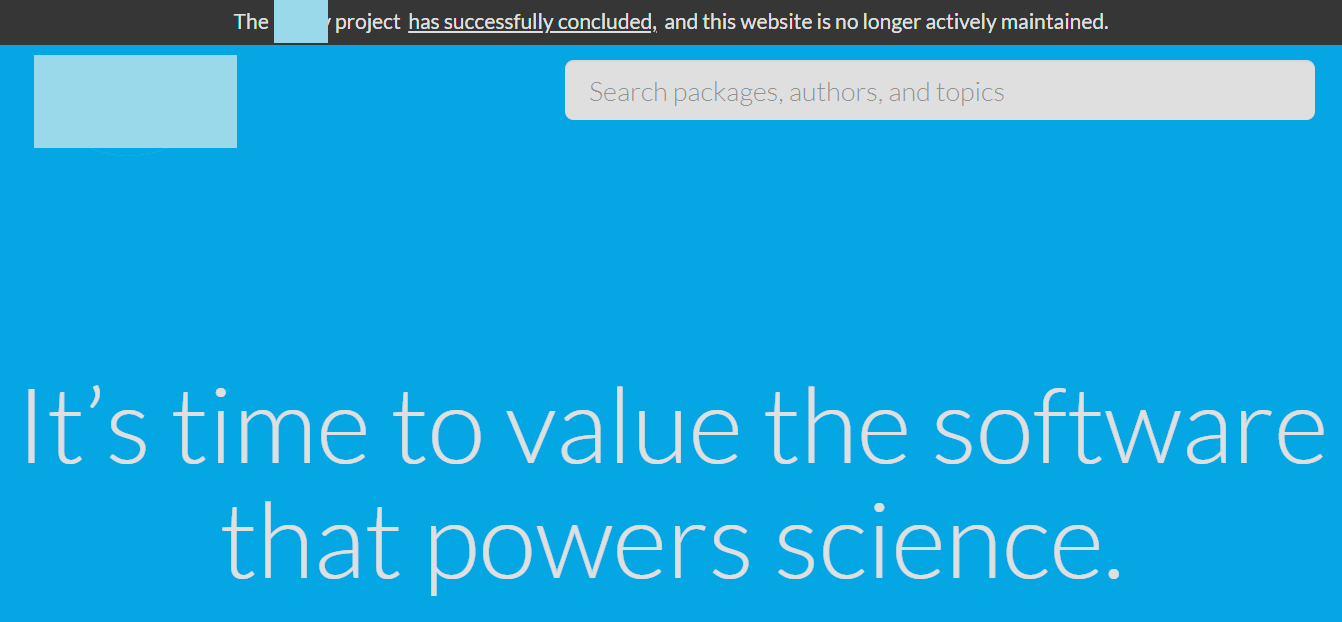 The project has successfully concluded, and this website is no longer actively maintained.
Search packages, authors, and topics
It’s time to value the software
that powers science.